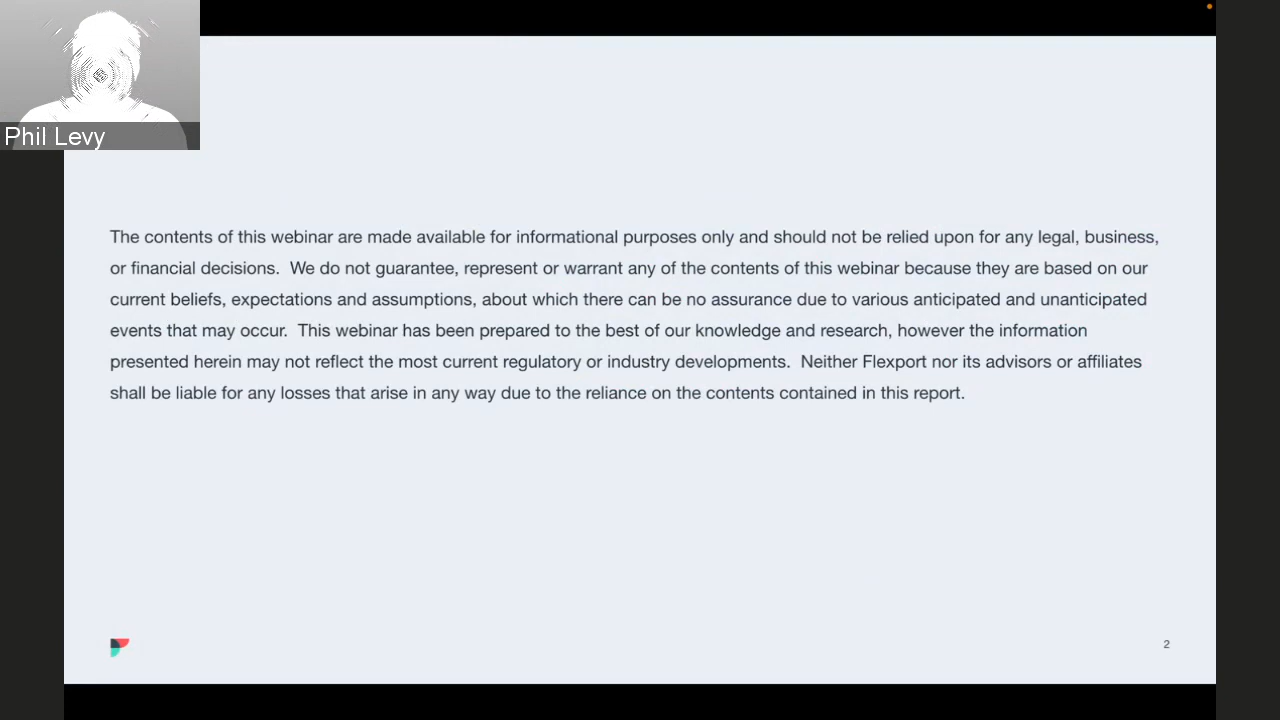 Phil Levy
The contents of this webinar are made available for informational purposes only and should not be relied upon for any legal, business,
or financial decisions.  We do not guarantee, represent or warrant any of the contents of this webinar because they are based on our
current beliefs, expectations and assumptions, about which there can be no assurance due to various anticipated and unanticipated
events that may occur.  This webinar has been prepared to the best of our knowledge and research, however the information
presented herein may not reflect the most current regulatory or industry developments.  Neither Flexport nor its advisors or affiliates
shall be liable for any losses that arise in any way due to the reliance on the contents contained in this report.
2